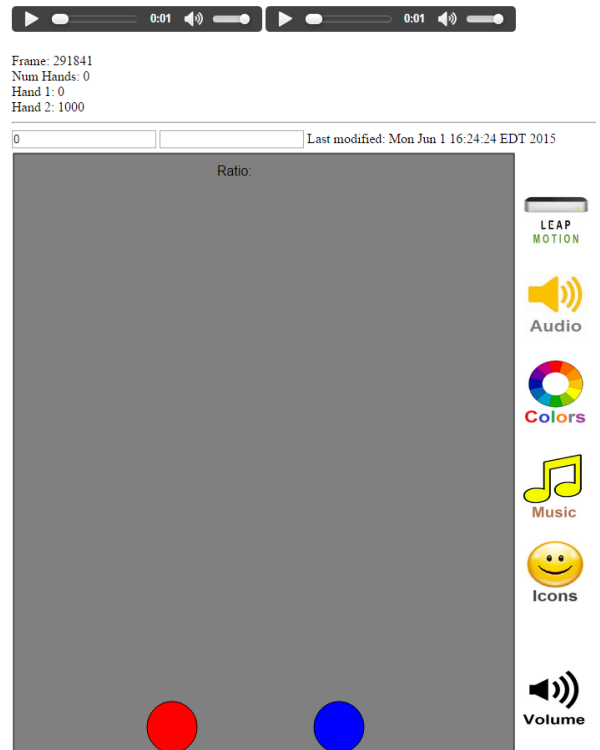 0:01 0:01
Frame: 291841
Num Hands: 0
Hand 1: 0
Hand 2: 1000
0 Last modified: Mon Jun 1 16:24:24 EDT 2015
Ratio:
LEAP
MOTION
Audio
Colors
Music
Icons
Volume